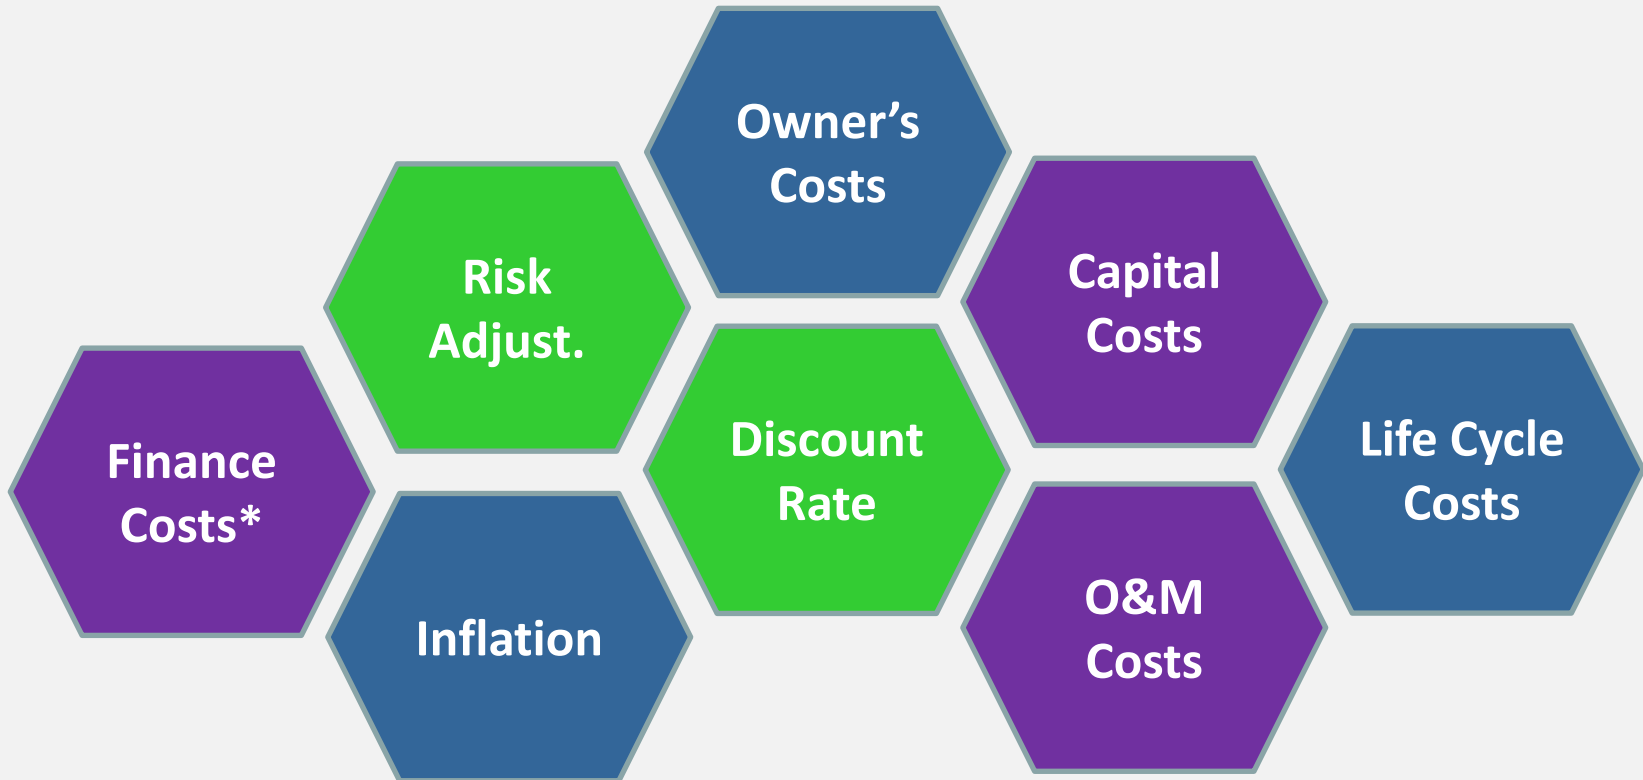 Owner’s
Costs
Risk
Adjust.
Capital
Costs
Finance
Costs*
Discount
Rate
Life Cycle
Costs
Inflation
O&M
Costs